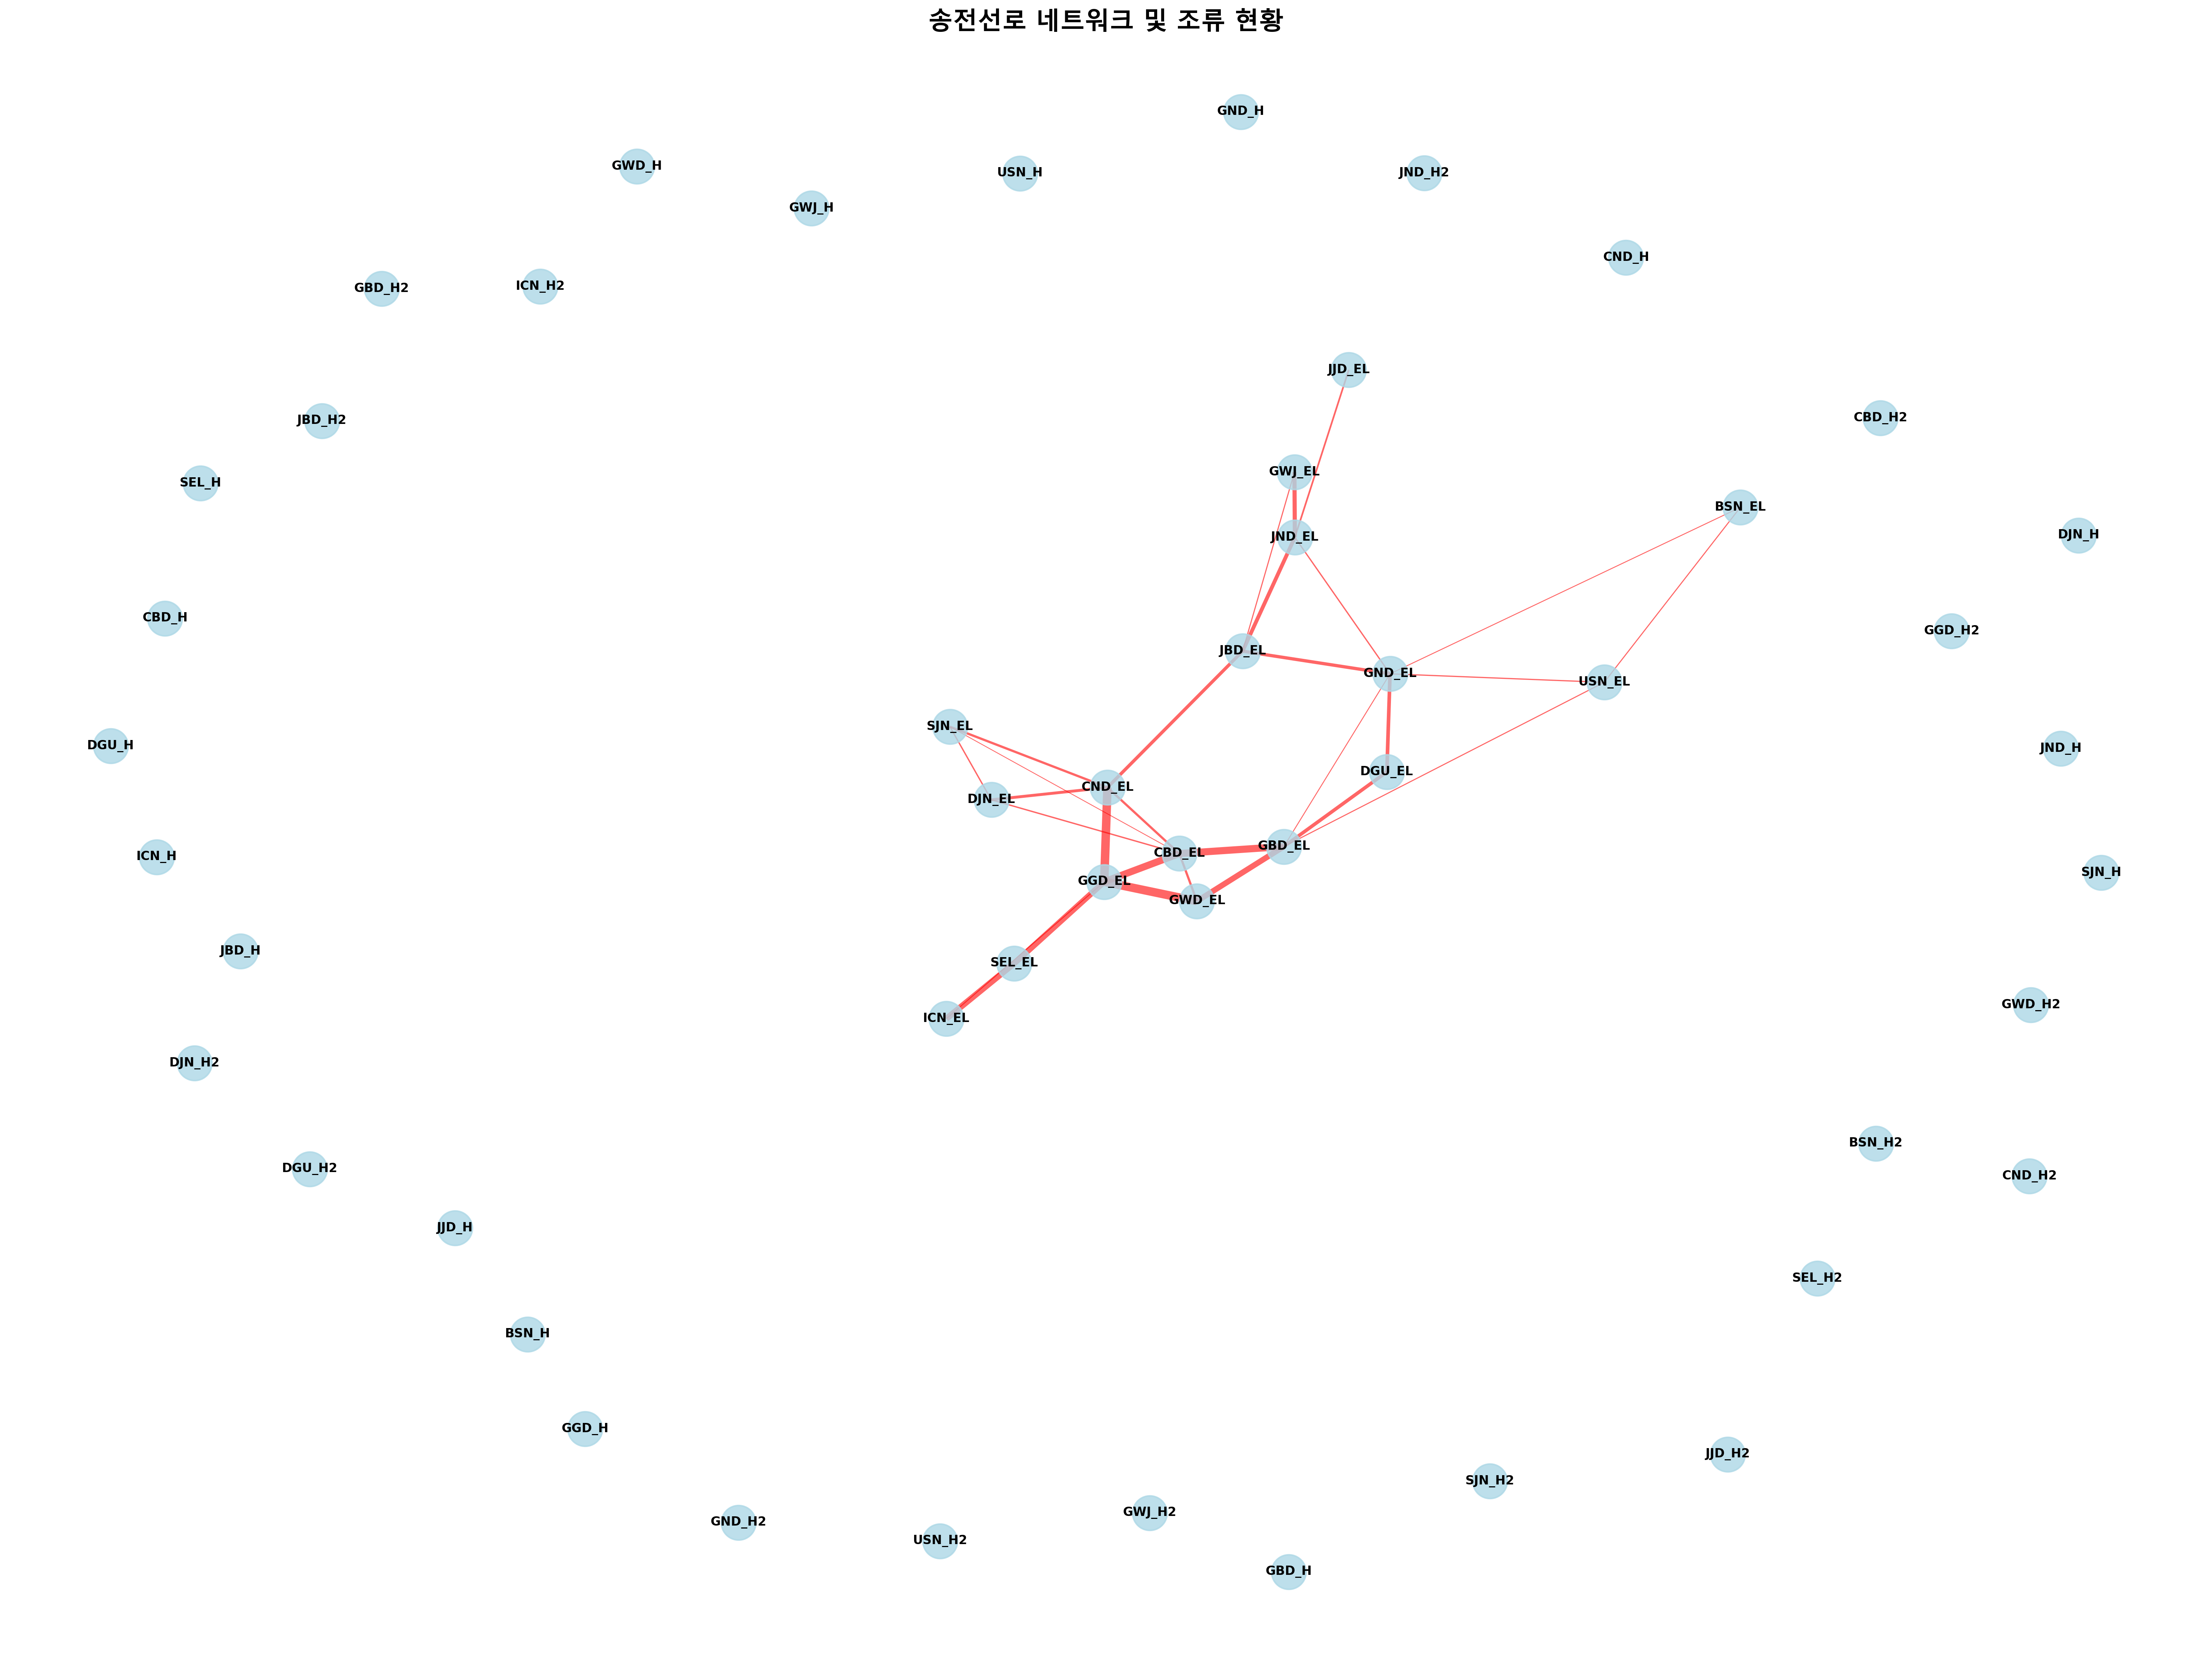 송전선로 네트워크 및 조류 현황
GND_H
GWD_H
USN_H
JND_H2
GWJ_H
CND_H
GBD_H2
ICN_H2
JJD_EL
JBD_H2
CBD_H2
GWJ_EL
SEL_H
BSN_EL
JND_EL
DJN_H
CBD_H
GGD_H2
JBD_EL
GND_EL
USN_EL
SJN_EL
DGU_H
JND_H
DGU_EL
CND_EL
DJN_EL
GBD_EL
CBD_EL
ICN_H
SJN_H
GGD_EL
GWD_EL
JBD_H
SEL_EL
GWD_H2
ICN_EL
DJN_H2
BSN_H2
DGU_H2
CND_H2
JJD_H
SEL_H2
BSN_H
GGD_H
JJD_H2
SJN_H2
GWJ_H2
GND_H2
USN_H2
GBD_H